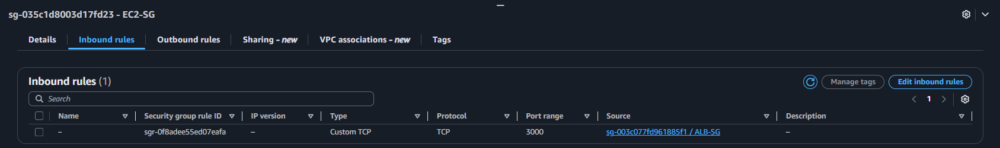 sg-035c1d8003d17fd23 - EC2-SG
Details Inbound rules Outbound rules Sharing - new VPC associations - new Tags
Inbound rules (1) Manage tags Edit inbound rules
Search 1
Name Security group rule ID IP version Type Protocol Port range Source Description
– sgr-0f8adee55ed07eafa – Custom TCP TCP 3000 sg-003c077fd961885f1 / ALB-SG –